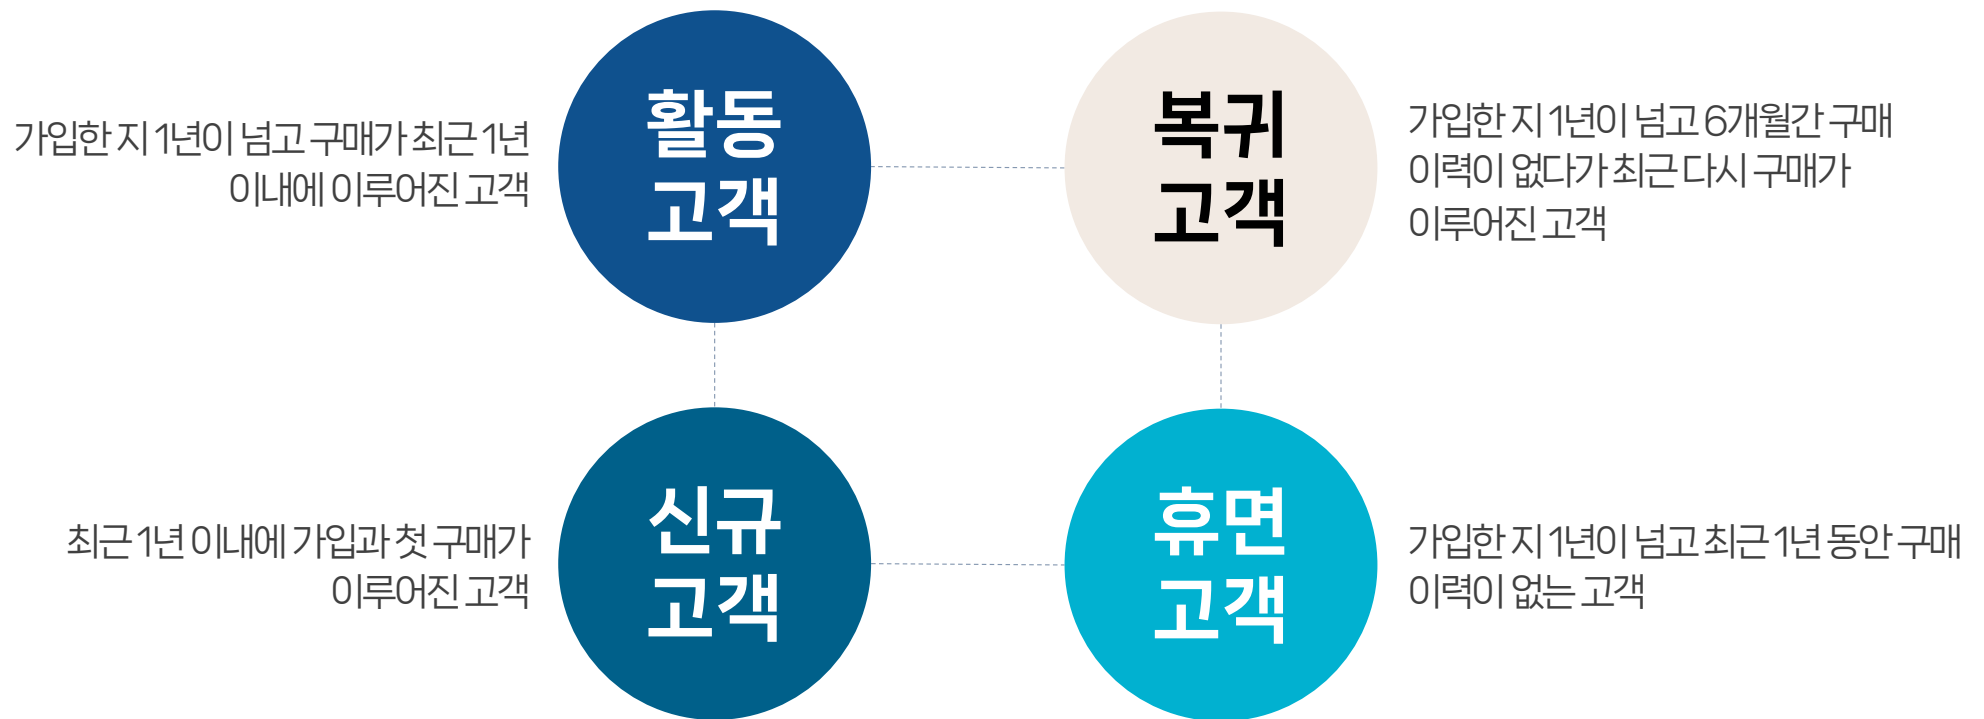 활동
고객
가입한 지 1년이 넘고 구매가 최근 1년
이내에 이루어진 고객
복귀
고객
가입한 지 1년이 넘고 6개월간 구매
이력이 없다가 최근 다시 구매가
이루어진 고객
신규
고객
최근 1년 이내에 가입과 첫 구매가
이루어진 고객
휴면
고객
가입한 지 1년이 넘고 최근 1년 동안 구매
이력이 없는 고객